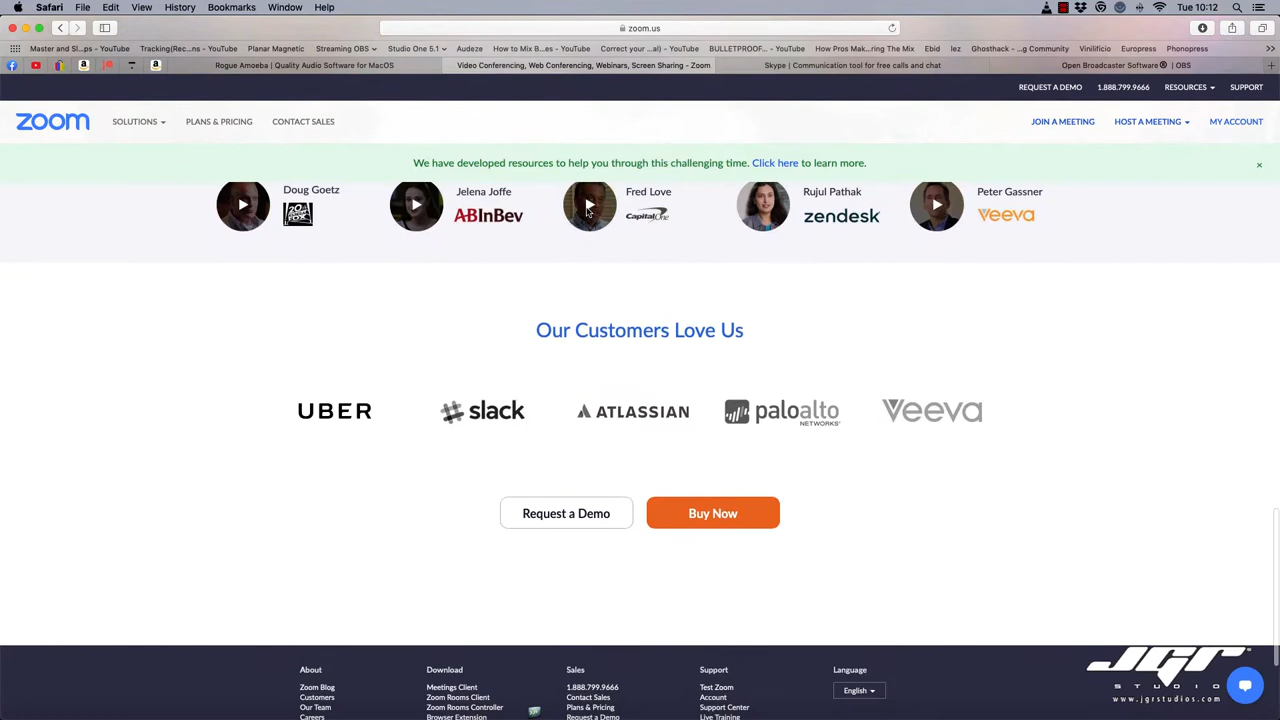 Safari File Edit View History Bookmarks Window Help Tue 10:12
zoom.us
Master and Sl...ps - YouTube Tracking(Rec...ns - YouTube Planar Magnetic Streaming OBS Studio One 5.1 Audeze How to Mix B...es - YouTube Correct your...al) - YouTube BULLETPROOF... - YouTube How Pros Mak...ring The Mix Ebid lez Ghosthack - ...g Community Vinilificio Europress Phonopress
Rogue Amoeba | Quality Audio Software for MacOS Video Conferencing, Web Conferencing, Webinars, Screen Sharing - Zoom Skype | Communication tool for free calls and chat Open Broadcaster Software® | OBS
REQUEST A DEMO 1.888.799.9666 RESOURCES SUPPORT
zoom SOLUTIONS PLANS & PRICING CONTACT SALES JOIN A MEETING HOST A MEETING MY ACCOUNT
We have developed resources to help you through this challenging time. Click here to learn more. ×
Doug Goetz Jelena Joffe Fred Love Rujul Pathak Peter Gassner
ABInBev Capital One zendesk Veeva
Our Customers Love Us
UBER slack ATLASSIAN paloalto NETWORKS Veeva
Request a Demo Buy Now
About Download Sales Support Language
Zoom Blog Meetings Client 1.888.799.9666 Test Zoom English
Customers Zoom Rooms Client Contact Sales Account
Our Team Zoom Rooms Controller Plans & Pricing Support Center
Careers Browser Extension Request a Demo Live Training
JGR
STUDIO
www.jgrstudios.com